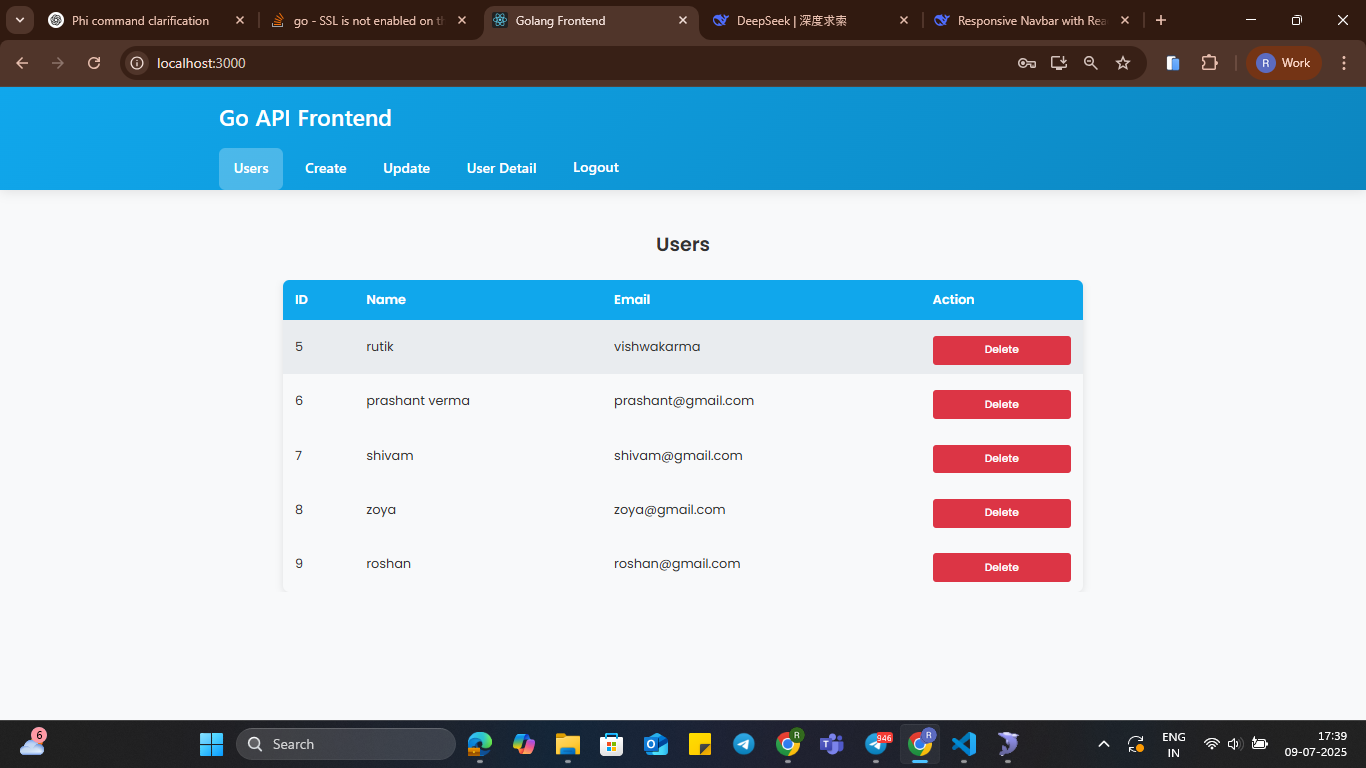 Phi command clarification
go - SSL is not enabled on th
Golang Frontend
DeepSeek | 深度求索
Responsive Navbar with Rea
localhost:3000
R
Work
Go API Frontend
Users
Create
Update
User Detail
Logout
Users
ID Name Email Action
5 rutik vishwakarma Delete
6 prashant verma prashant@gmail.com Delete
7 shivam shivam@gmail.com Delete
8 zoya zoya@gmail.com Delete
9 roshan roshan@gmail.com Delete
6
Search
R
946
R
ENG
IN
17:39
09-07-2025